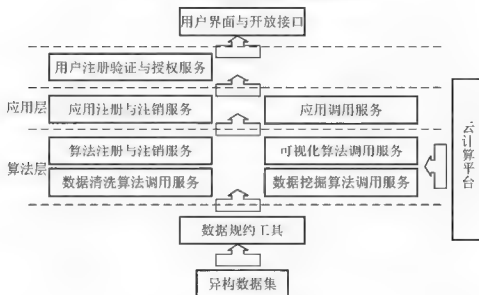 用户界面与开放接口
用户注册验证与授权服务
应用层
应用注册与注销服务
应用调用服务
算法注册与注销服务
可视化算法调用服务
算法层
数据清洗算法调用服务
数据挖掘算法调用服务
云计算平台
数据规约工具
异构数据集